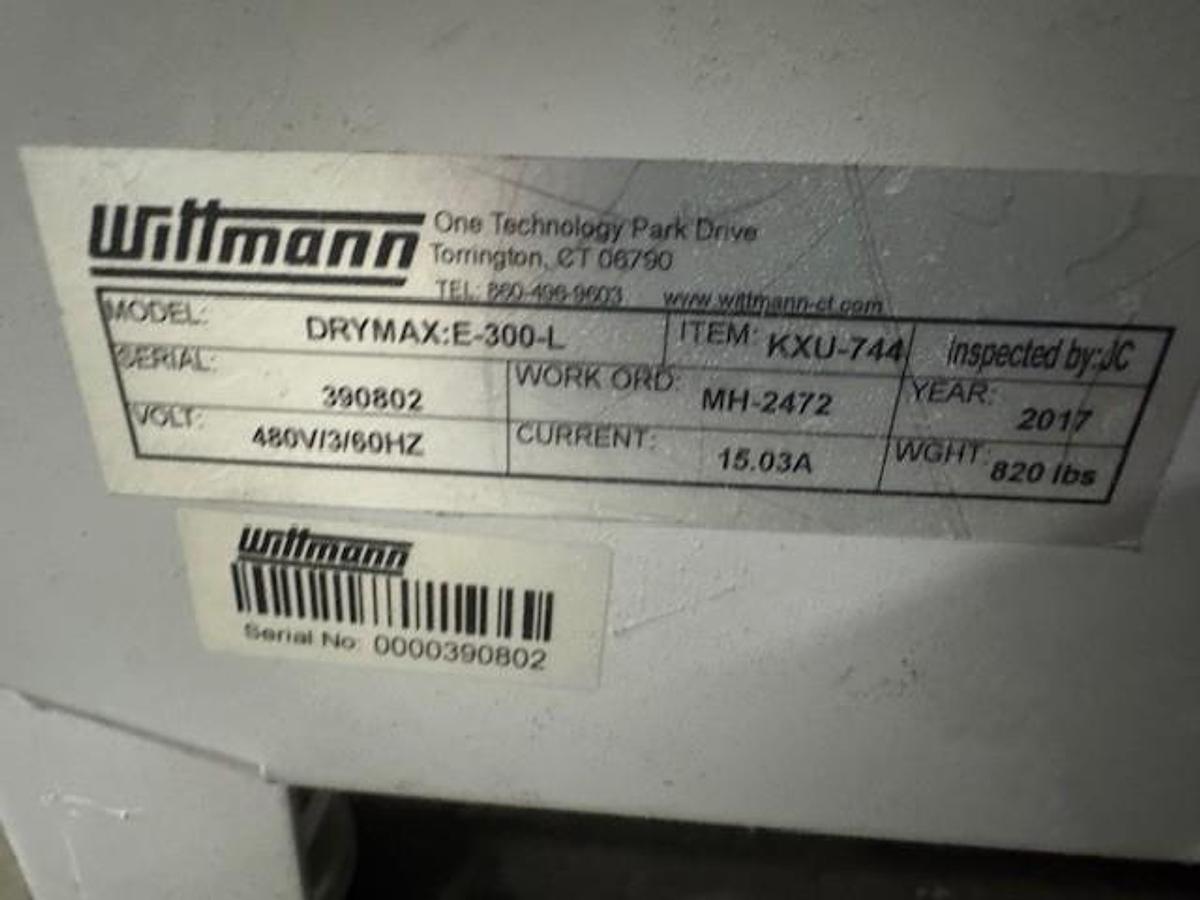 Wittmann
One Technology Park Drive
Torrington, CT 06790
TEL: 860-496-9603 www.wittmann-ct.com
MODEL: DRYMAX:E-300-L ITEM: KXU-744 Inspected by:JC
SERIAL: 390802 WORK ORD: MH-2472 YEAR: 2017
VOLT: 480V/3/60HZ CURRENT: 15.03A WGHT: 820 lbs
Wittmann
Serial No: 0000390802